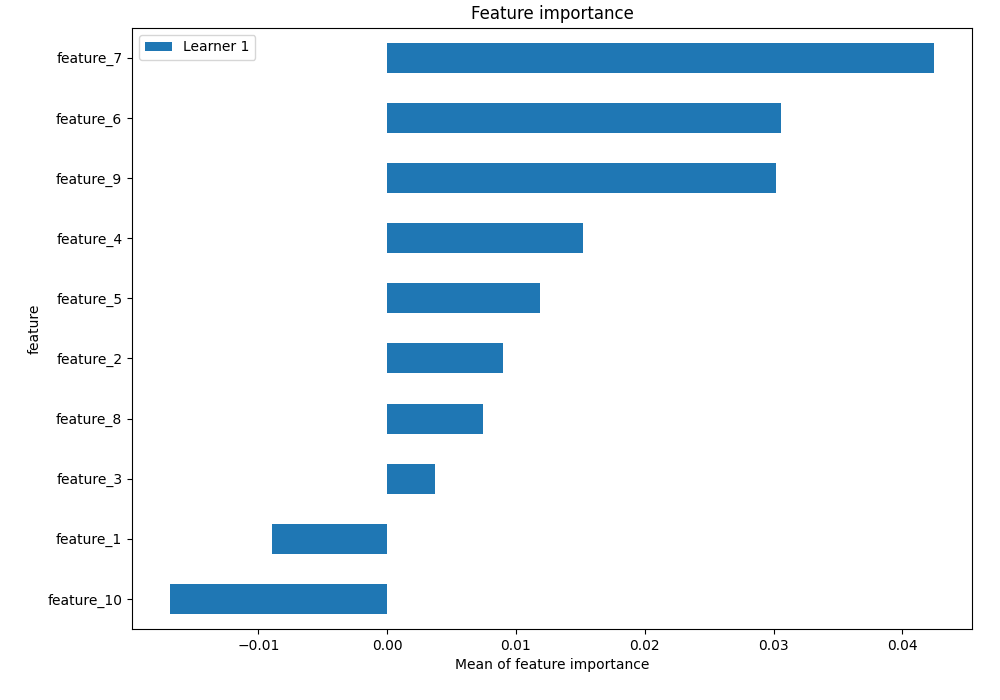 Feature importance
Learner 1
feature_7
feature_6
feature_9
feature_4
feature_5
feature_2
feature_8
feature_3
feature_1
feature_10
feature
−0.01 0.00 0.01 0.02 0.03 0.04
Mean of feature importance